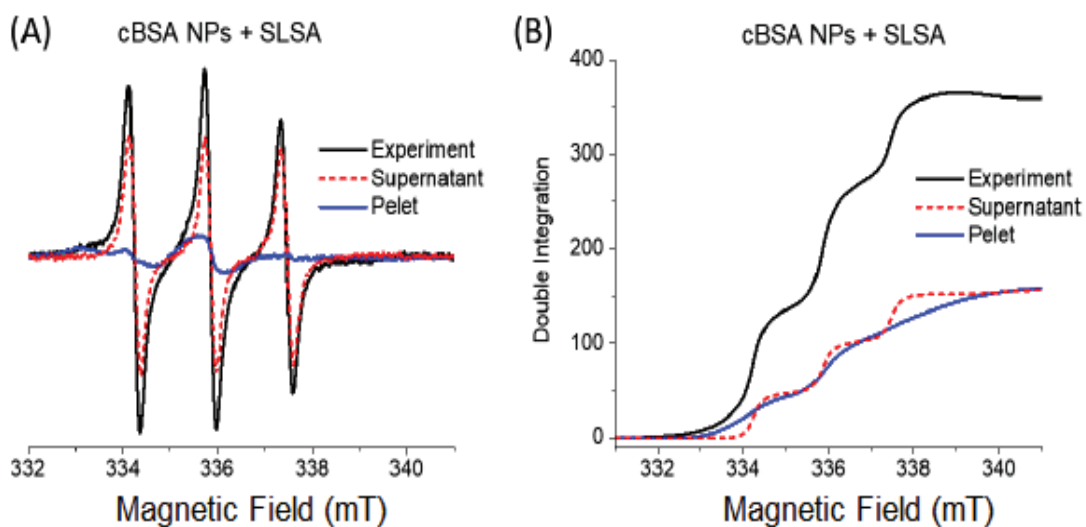 (A)
cBSA NPs + SLSA
Experiment
Supernatant
Pelet
332
334
336
338
340
Magnetic Field (mT)
(B)
cBSA NPs + SLSA
Double Integration
400
300
200
100
0
Experiment
Supernatant
Pelet
332
334
336
338
340
Magnetic Field (mT)